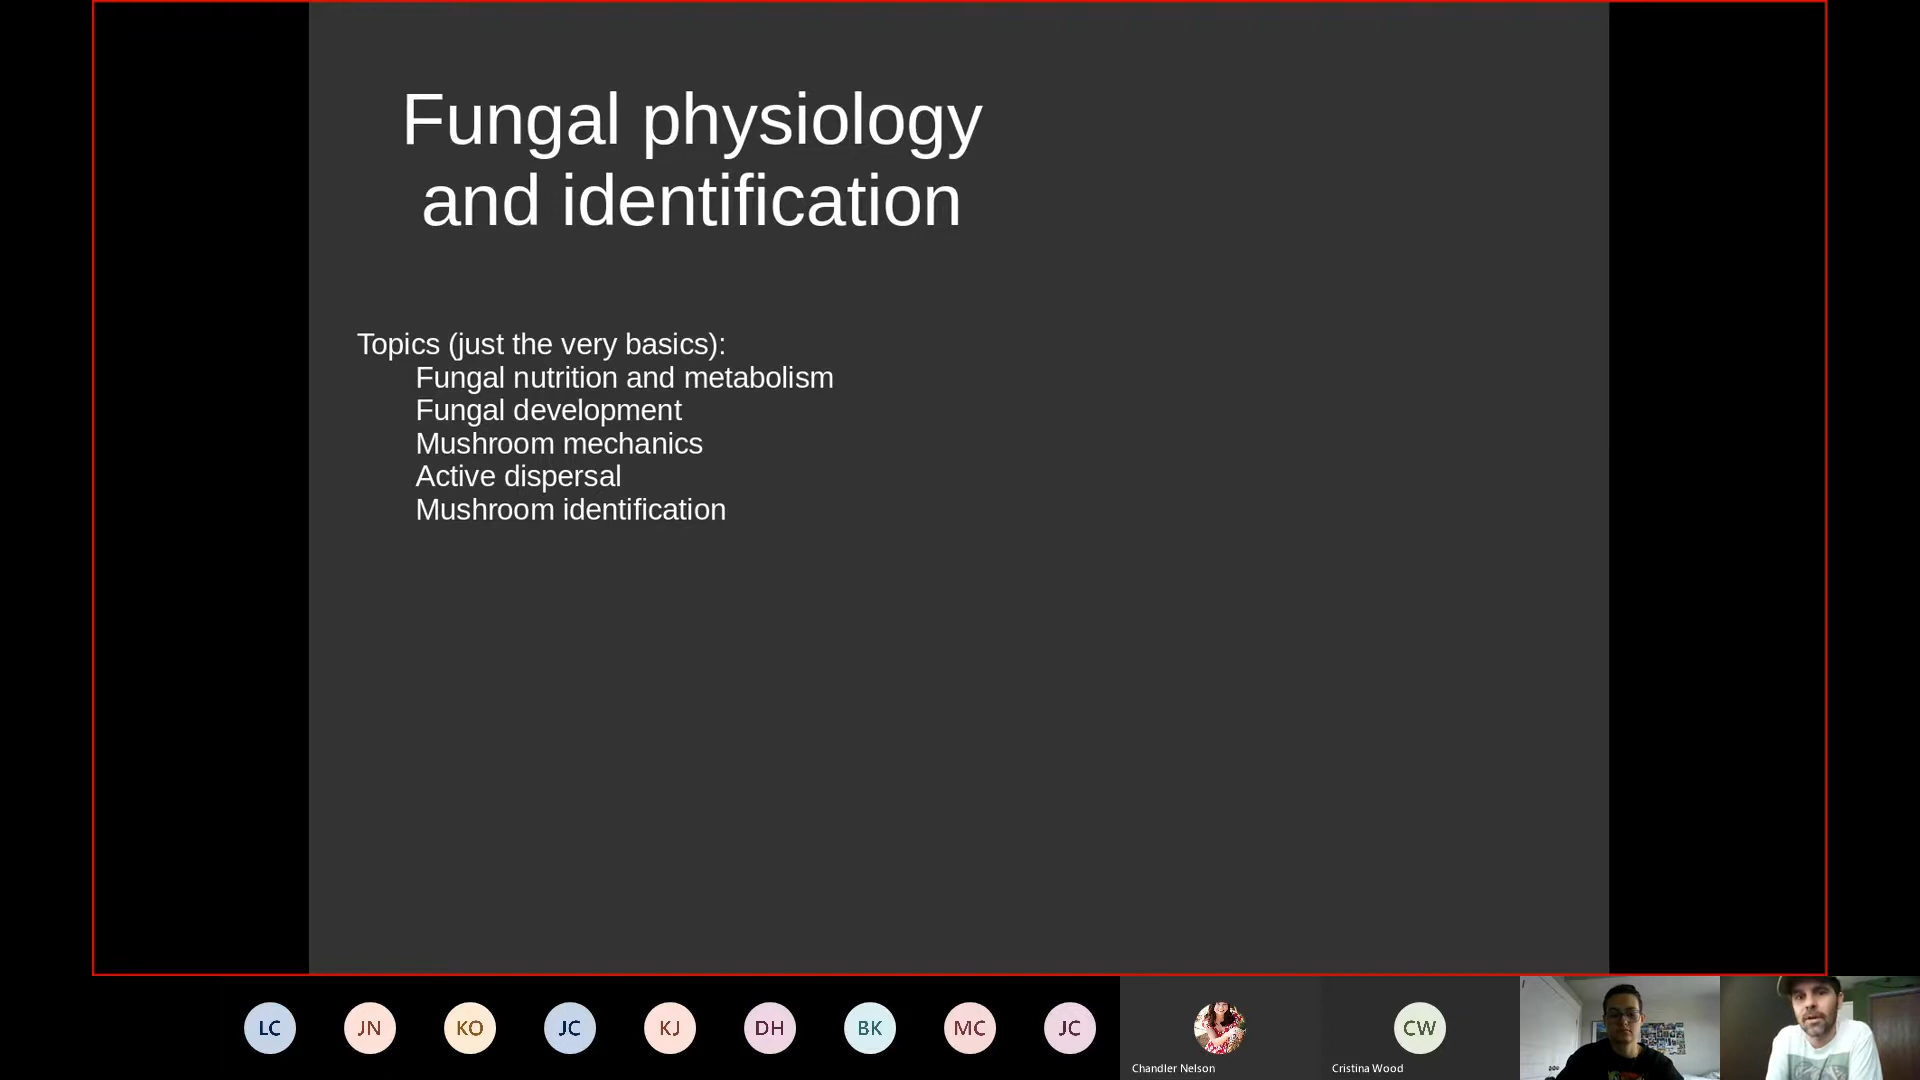 Fungal physiology
and identification
Topics (just the very basics):
Fungal nutrition and metabolism
Fungal development
Mushroom mechanics
Active dispersal
Mushroom identification
LC
JN
KO
JC
KJ
DH
BK
MC
JC
CW
Chandler Nelson
Cristina Wood